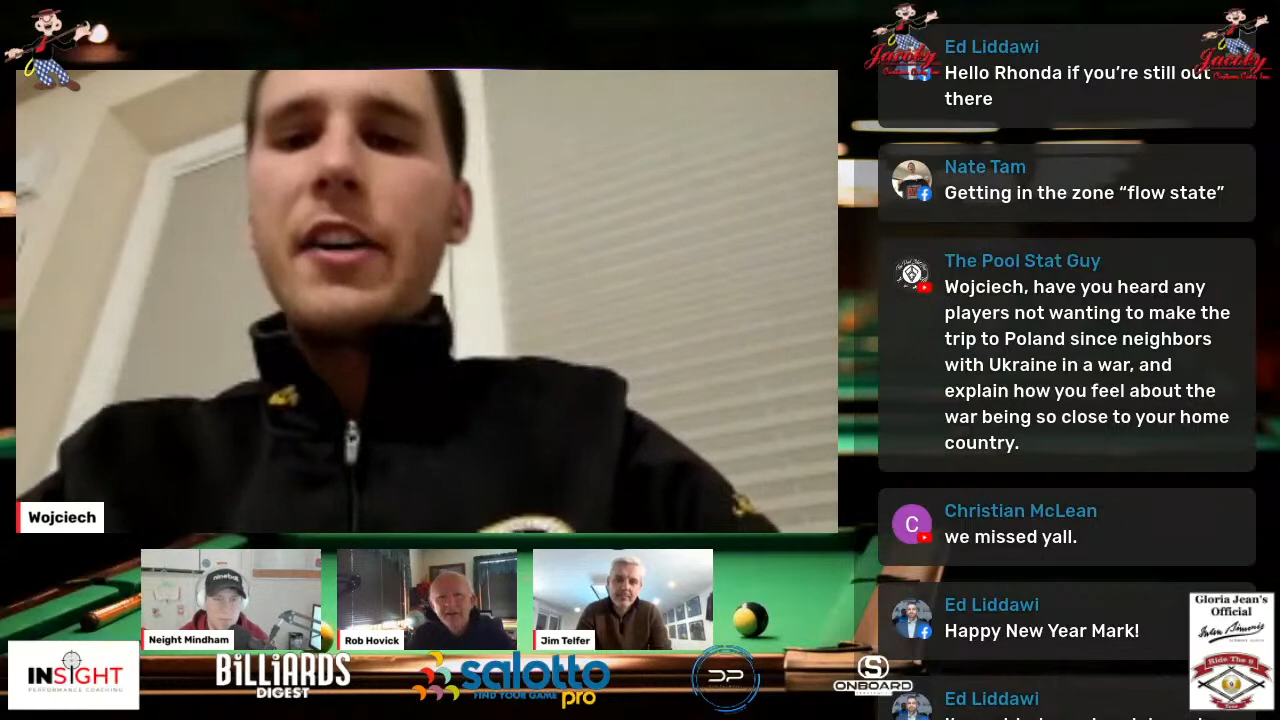 Jacoby
Jacoby
Ed Liddawi
Hello Rhonda if you’re still out
there
Nate Tam
Getting in the zone “flow state”
The Pool Stat Guy
Wojciech, have you heard any
players not wanting to make the
trip to Poland since neighbors
with Ukraine in a war, and
explain how you feel about the
war being so close to your home
country.
Christian McLean
C
we missed yall.
Ed Liddawi
Happy New Year Mark!
Ed Liddawi
Wojciech
nineball
Neight Mindham
Rob Hovick
Jim Telfer
INSIGHT
PERFORMANCE COACHING
BILLIARDS
DIGEST
salotto
FIND YOUR GAME
pro
DP
S
ONBOARD
Gloria Jean's
Official
Ride The 9